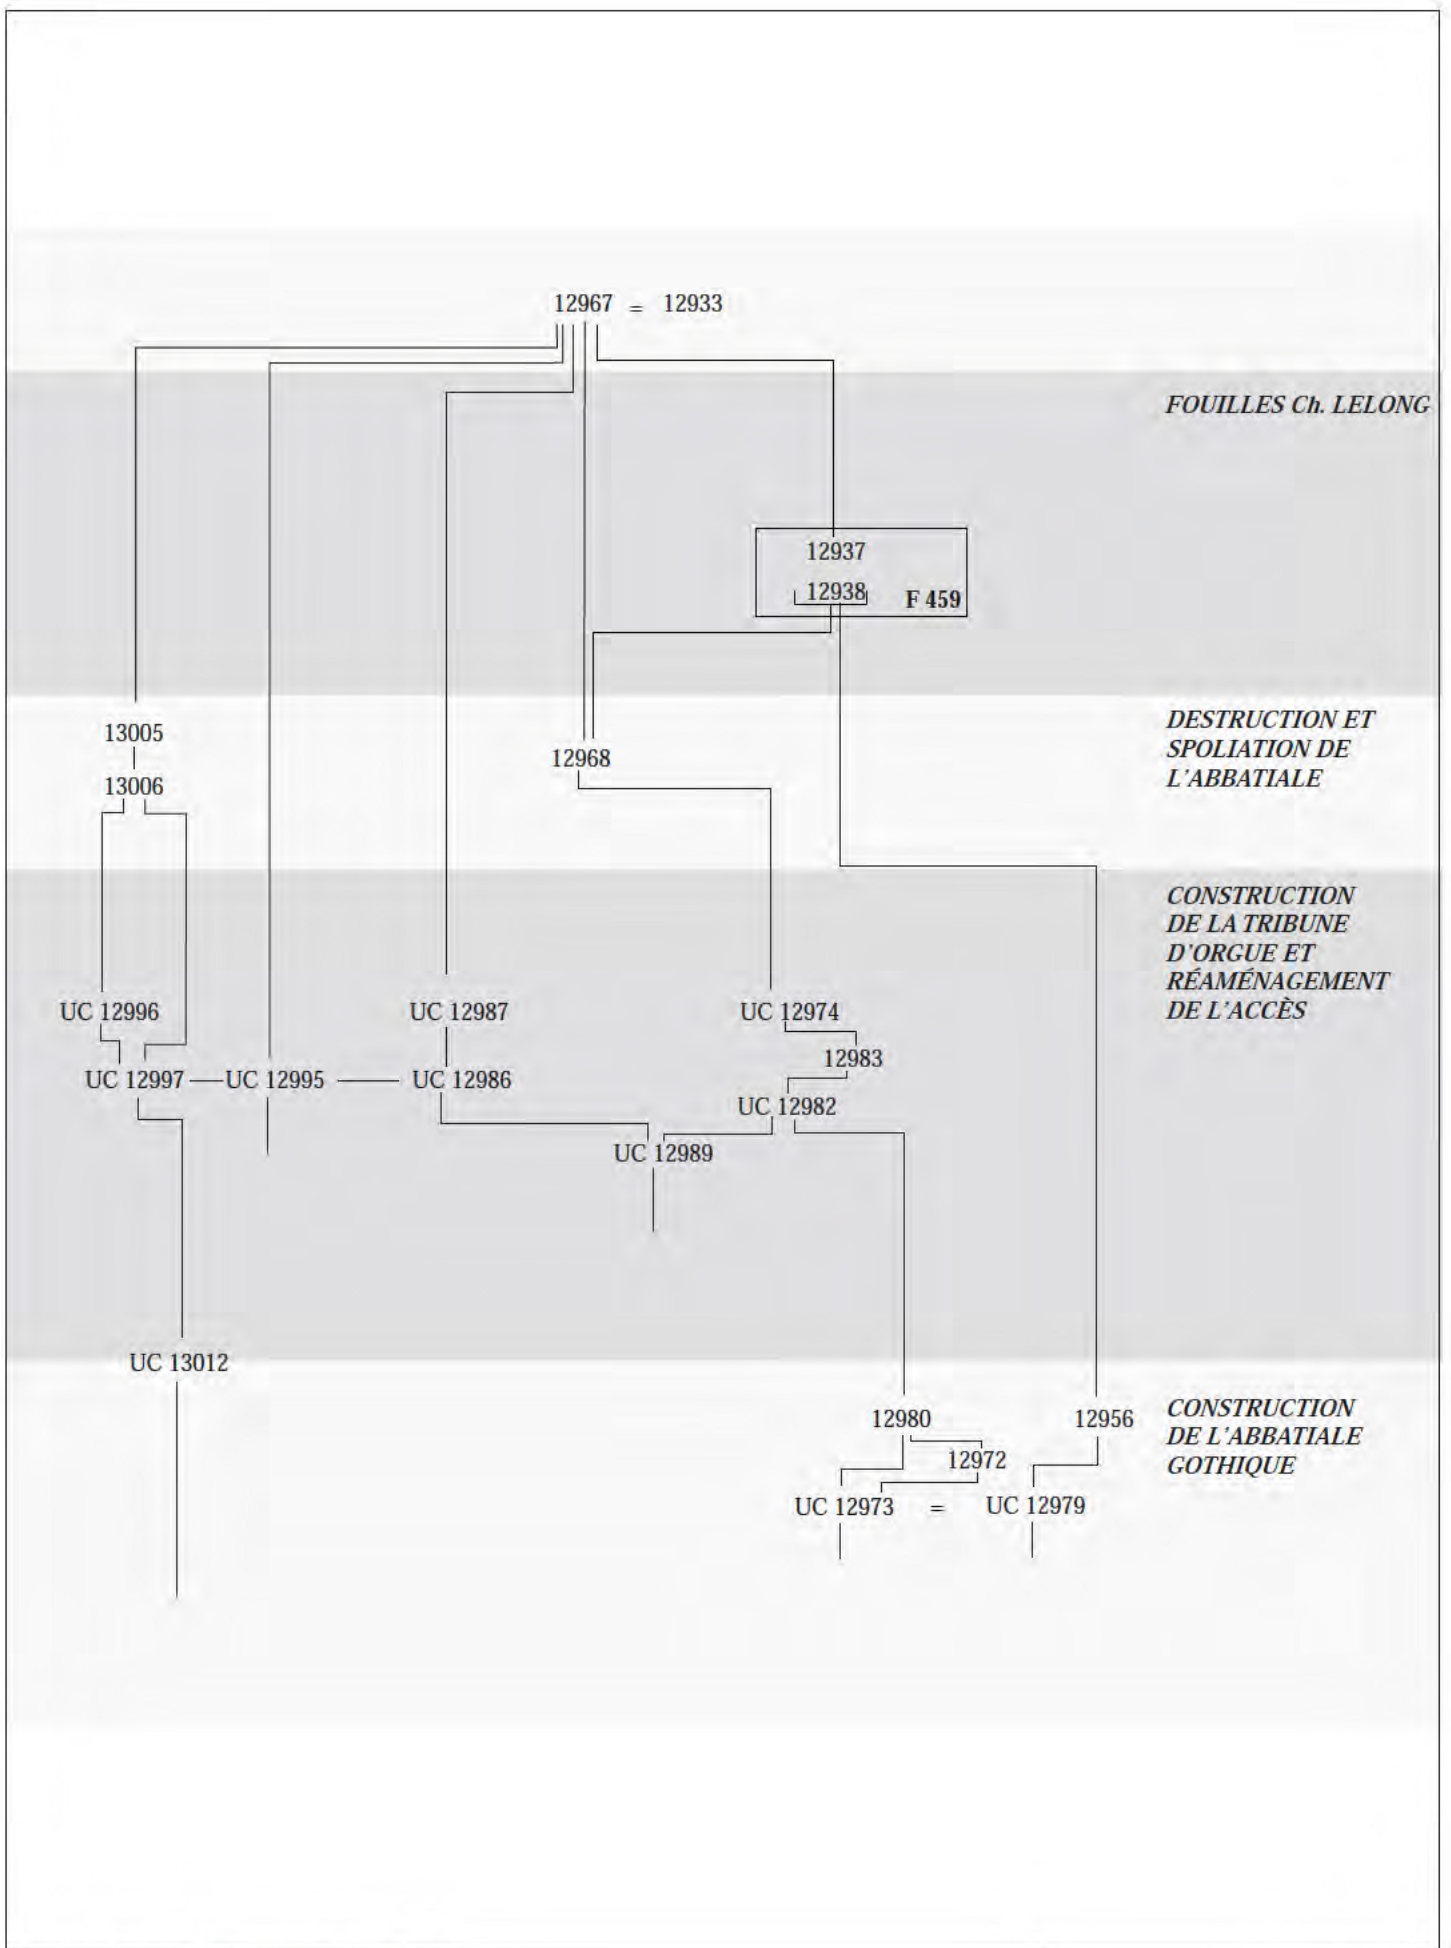 12967 = 12933
FOUILLES Ch. LELONG
12937
12938
F 459
DESTRUCTION ET
SPOLIATION DE
L'ABBATIALE
13005
12968
13006
CONSTRUCTION
DE LA TRIBUNE
D'ORGUE ET
RÉAMÉNAGEMENT
DE L'ACCÈS
UC 12996
UC 12987
UC 12974
12983
UC 12997
UC 12995
UC 12986
UC 12982
UC 12989
UC 13012
CONSTRUCTION
DE L'ABBATIALE
GOTHIQUE
12980
12956
12972
UC 12973 = UC 12979